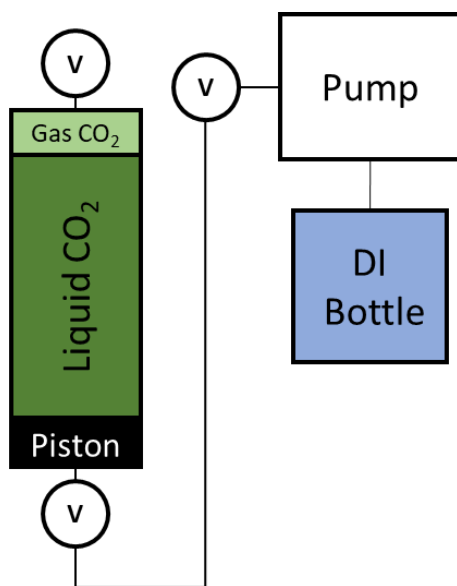 V
Gas CO₂
Liquid CO₂
Piston
V
V
Pump
DI
Bottle